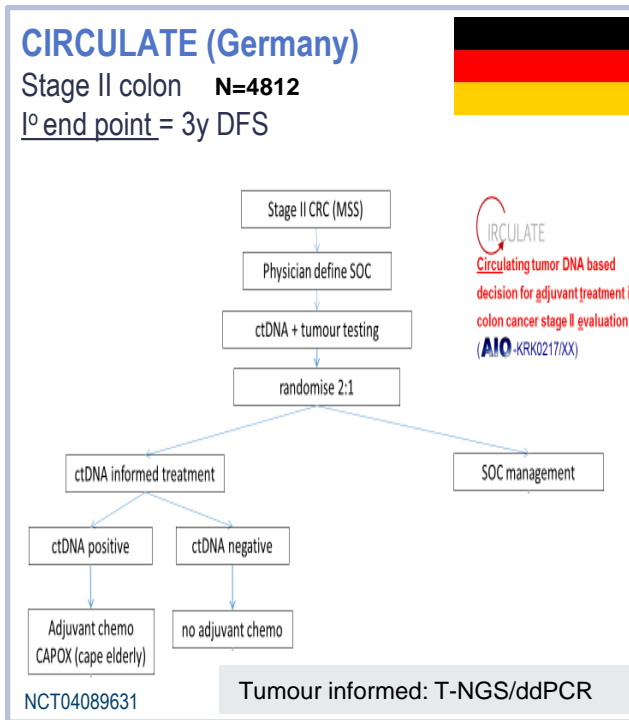 CIRCULATE (Germany)
Stage II colon N=4812
Iº end point = 3y DFS
Stage II CRC (MSS)
Physician define SOC
ctDNA + tumour testing
randomise 2:1
ctDNA informed treatment
SOC management
ctDNA positive
ctDNA negative
Adjuvant chemo
CAPOX (cape elderly)
no adjuvant chemo
IRCULATE
Circulating tumor DNA based
decision for adjuvant treatment i
colon cancer stage II evaluation
(AIO-KRK0217/XX)
NCT04089631
Tumour informed: T-NGS/ddPCR